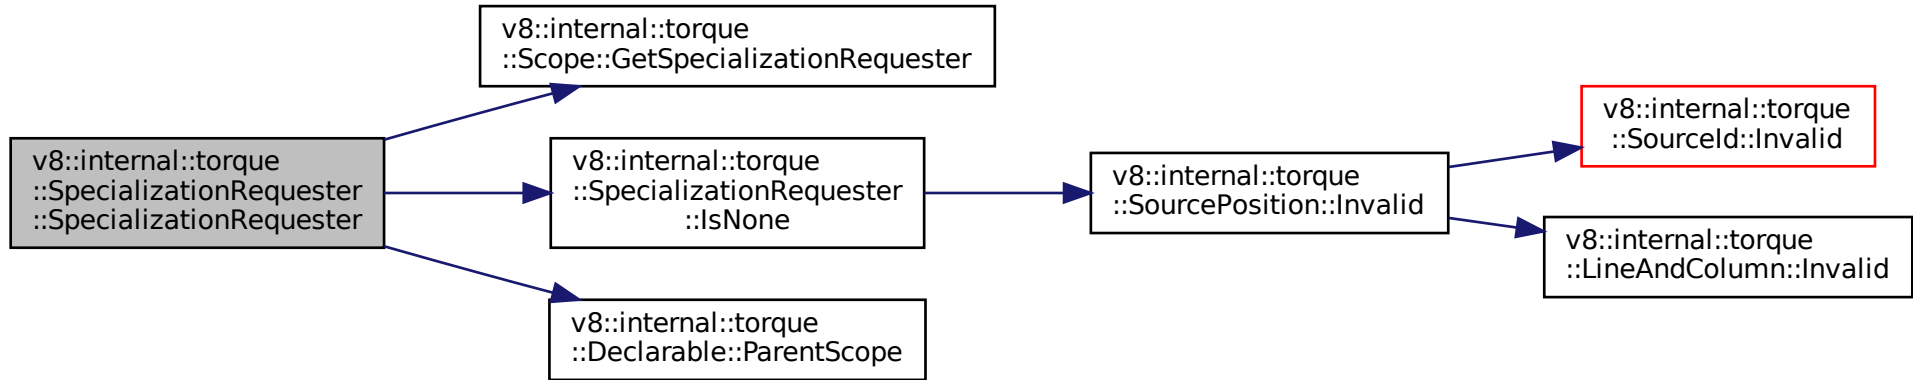 v8::internal::torque
::SpecializationRequester
::SpecializationRequester
v8::internal::torque
::Scope::GetSpecializationRequester
v8::internal::torque
::SpecializationRequester
::IsNone
v8::internal::torque
::Declarable::ParentScope
v8::internal::torque
::SourcePosition::Invalid
v8::internal::torque
::SourceId::Invalid
v8::internal::torque
::LineAndColumn::Invalid